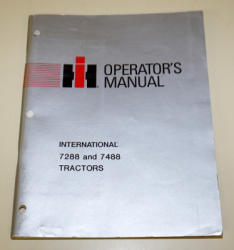 OPERATOR'S
MANUAL
INTERNATIONAL
7288 and 7488
TRACTORS